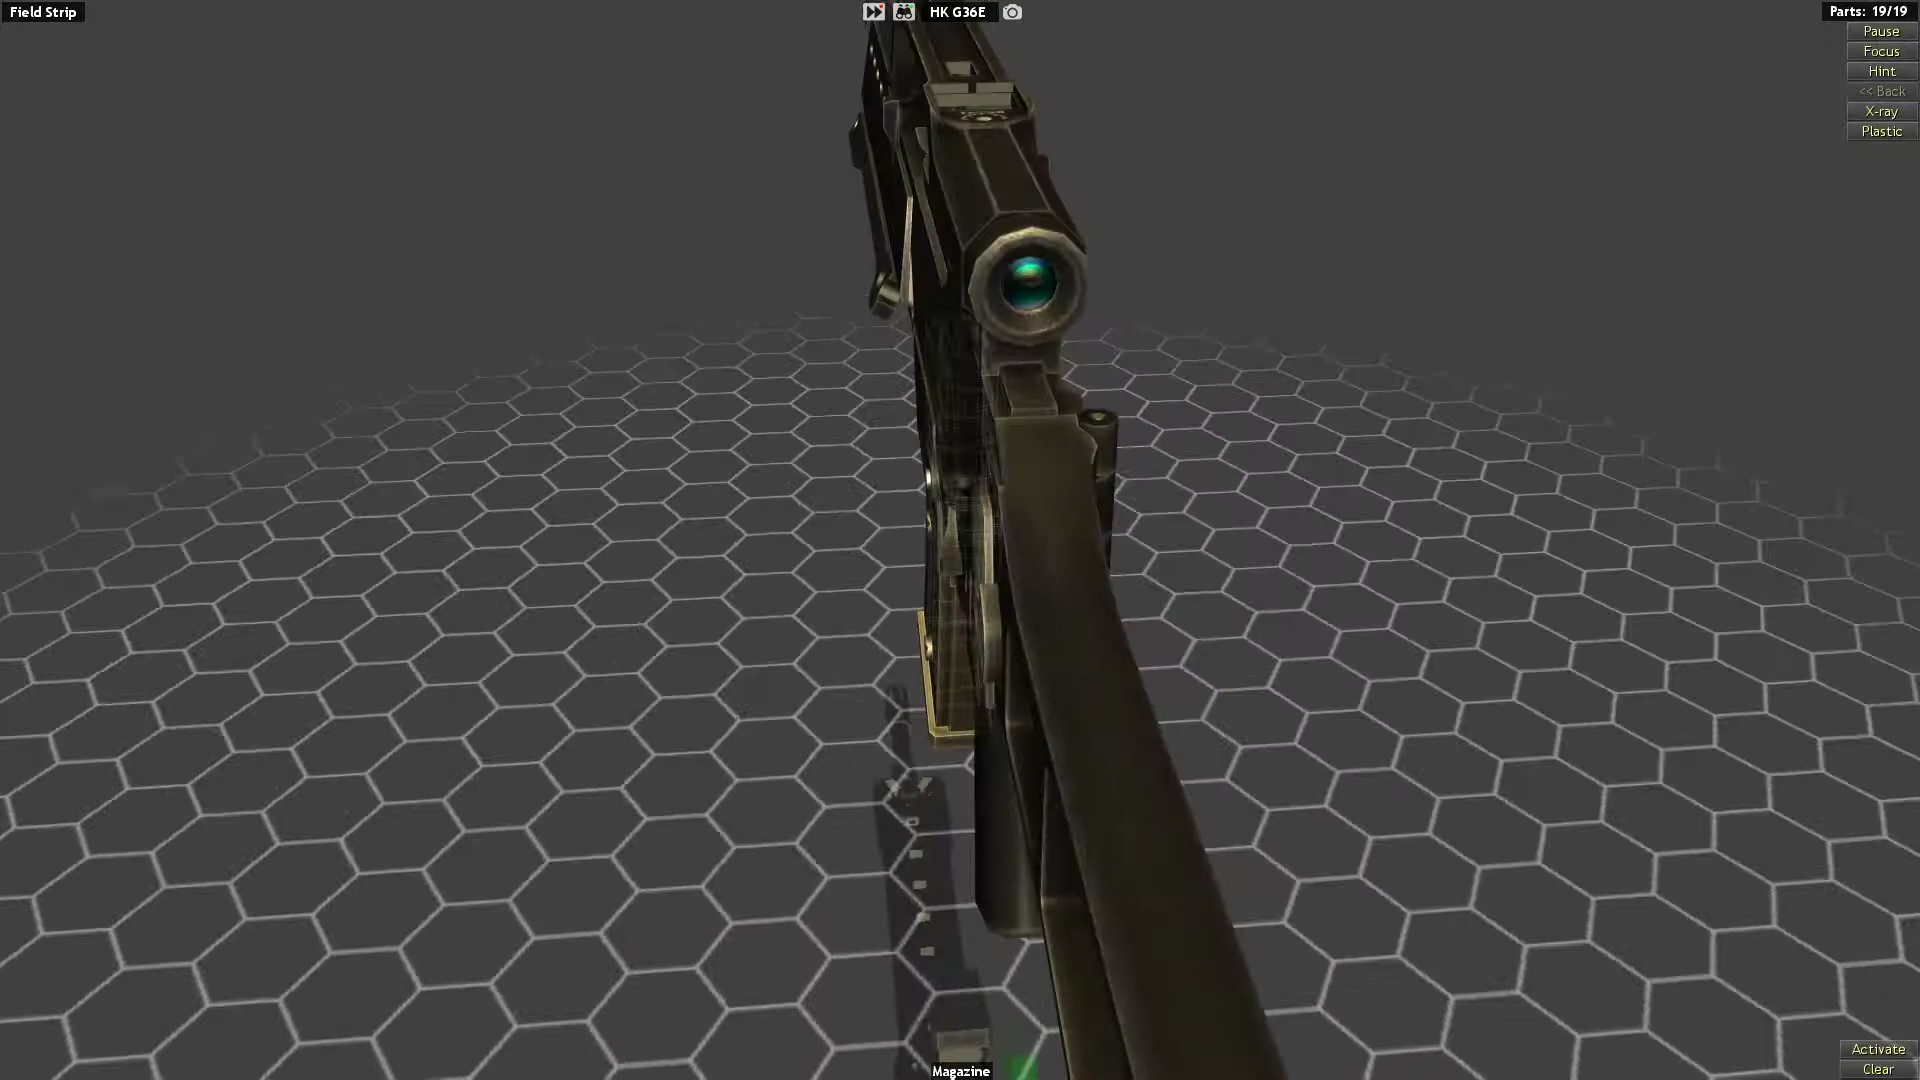 Field Strip
HK G36E
Parts: 19/19
Pause
Focus
Hint
<< Back
X-ray
Plastic
Magazine
Activate
Clear